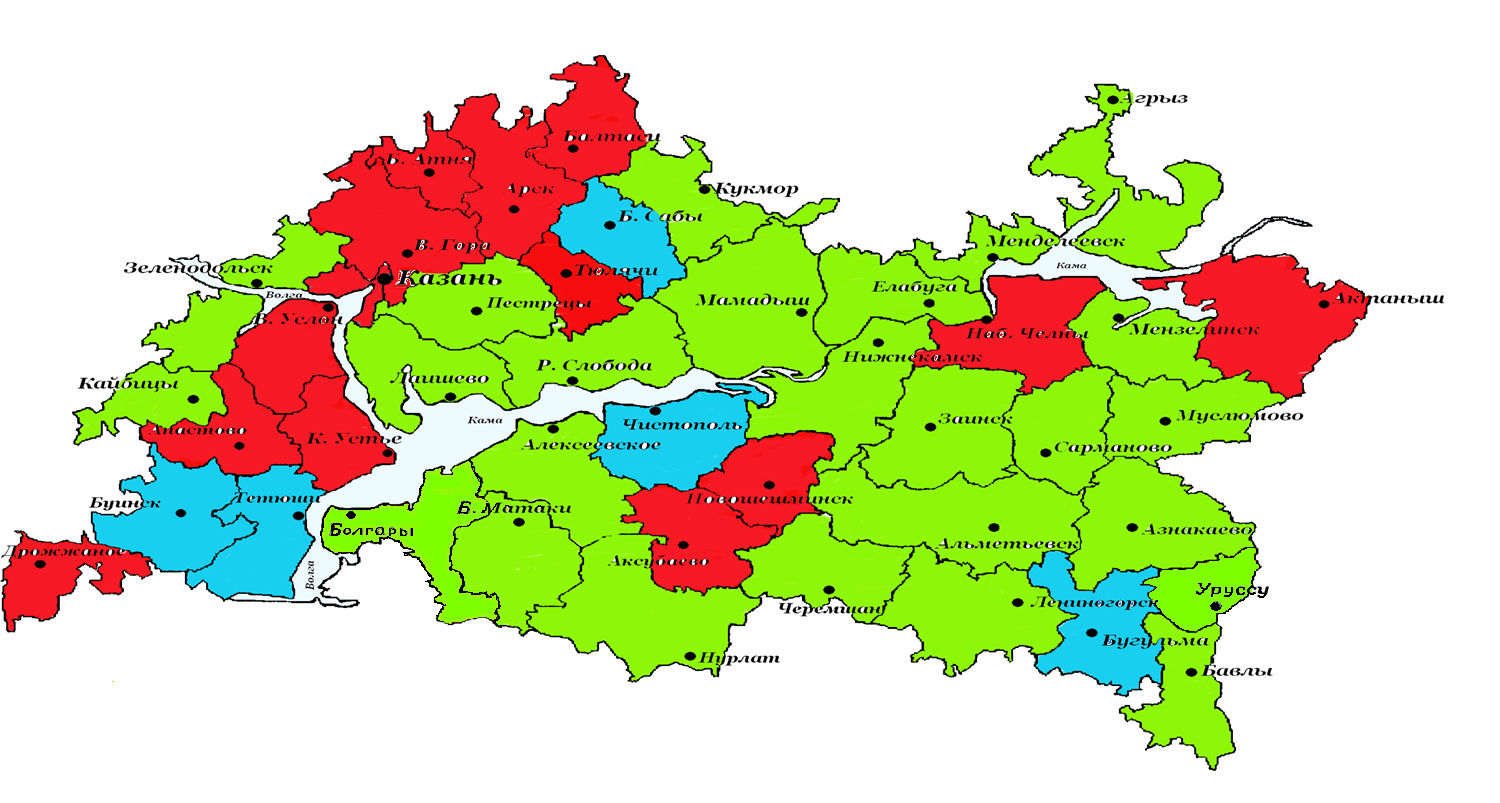 Агрыз
Балтаси
Б. Атня
Арск
Кукмор
Б. Сабы
В. Гора
Менделеевск
Зеленодольск
Казань
Тюлячи
Кама
Волга
Пестрецы
Мамадыш
Елабуга
Актаныш
В. Услон
Наб. Челны
Мензелинск
Нижнекамск
Р. Слобода
Лаишево
Кайбицы
Заинск
Муслюмово
Кама
Чистополь
Апастово
К. Устье
Алексеевское
Сарманово
Буинск
Тетюши
Новошешминск
Б. Матаки
Болгоры
Азнакаево
Альметьевск
Дрожжаное
Аксубаево
Волга
Уруссу
Черемшан
Лениногорск
Бугульма
Нурлат
Бавлы